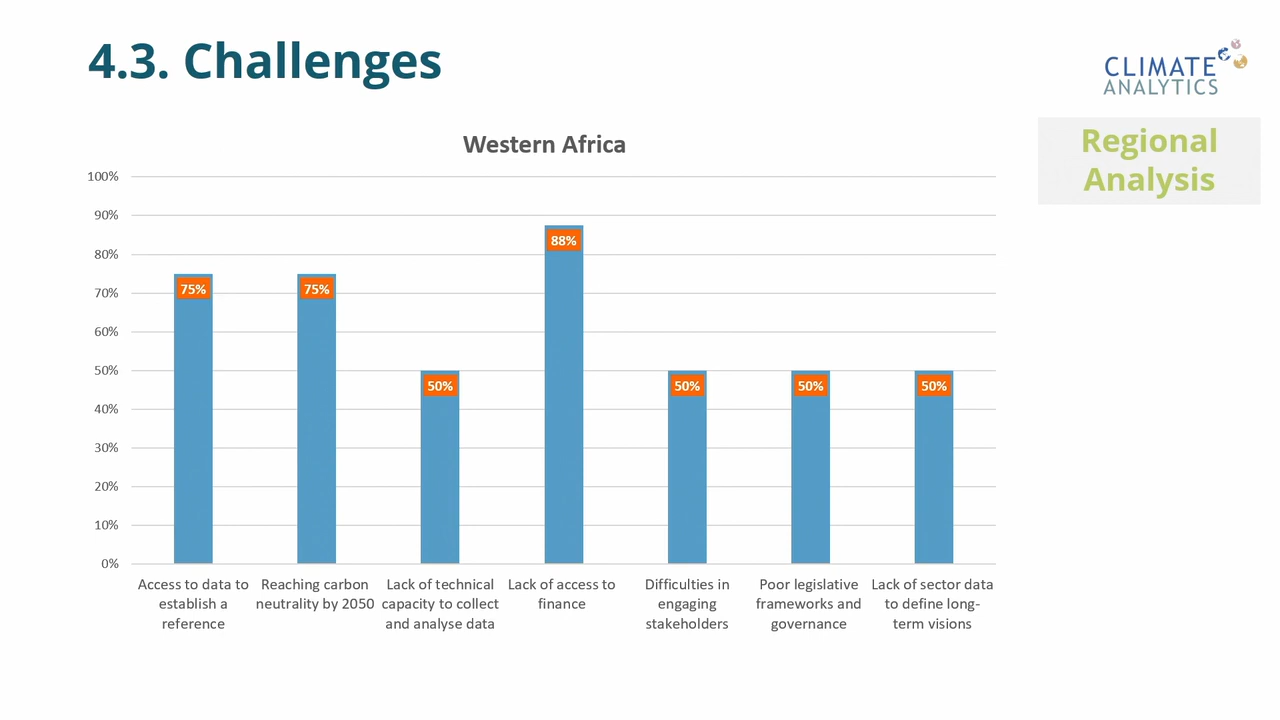 4.3. Challenges
CLIMATE
ANALYTICS
Regional
Analysis
Western Africa
100%
90%
80%
70%
60%
50%
40%
30%
20%
10%
0%
75%
75%
50%
88%
50%
50%
50%
Access to data to
establish a
reference
Reaching carbon
neutrality by 2050
Lack of technical
capacity to collect
and analyse data
Lack of access to
finance
Difficulties in
engaging
stakeholders
Poor legislative
frameworks and
governance
Lack of sector data
to define long-
term visions